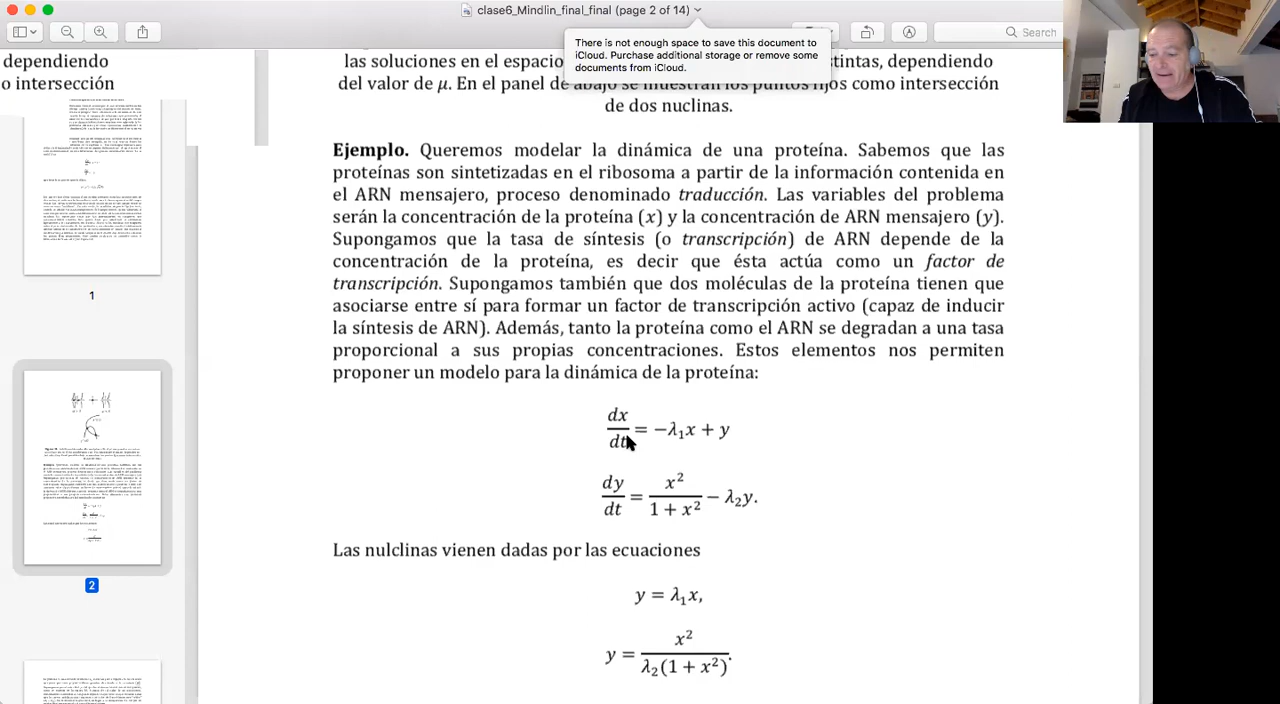 clase6_Mindlin_final_final (page 2 of 14)
Search
There is not enough space to save this document to
iCloud. Purchase additional storage or remove some
documents from iCloud.
dependiendo
o intersección
1
2
las soluciones en el espacio distintas, dependiendo
del valor de μ. En el panel de abajo se muestran los puntos fijos como intersección
de dos nuclinas.
Ejemplo. Queremos modelar la dinámica de una proteína. Sabemos que las
proteínas son sintetizadas en el ribosoma a partir de la información contenida en
el ARN mensajero, proceso denominado traducción. Las variables del problema
serán la concentración de la proteína (x) y la concentración de ARN mensajero (y).
Supongamos que la tasa de síntesis (o transcripción) de ARN depende de la
concentración de la proteína, es decir que ésta actúa como un factor de
transcripción. Supongamos también que dos moléculas de la proteína tienen que
asociarse entre sí para formar un factor de transcripción activo (capaz de inducir
la síntesis de ARN). Además, tanto la proteína como el ARN se degradan a una tasa
proporcional a sus propias concentraciones. Estos elementos nos permiten
proponer un modelo para la dinámica de la proteína:
dx/dt = −λ₁x + y
dy/dt = x²/(1 + x²) − λ₂y.
Las nulclinas vienen dadas por las ecuaciones
y = λ₁x,
y = x²/(λ₂(1 + x²)).